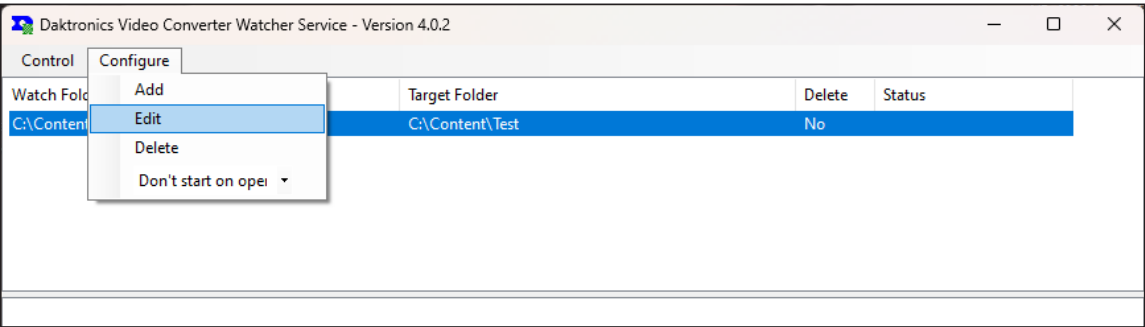 Daktronics Video Converter Watcher Service - Version 4.0.2
Control Configure
Watch Fold Target Folder Delete Status
C:\Content C:\Content\Test No
Add
Edit
Delete
Don't start on open